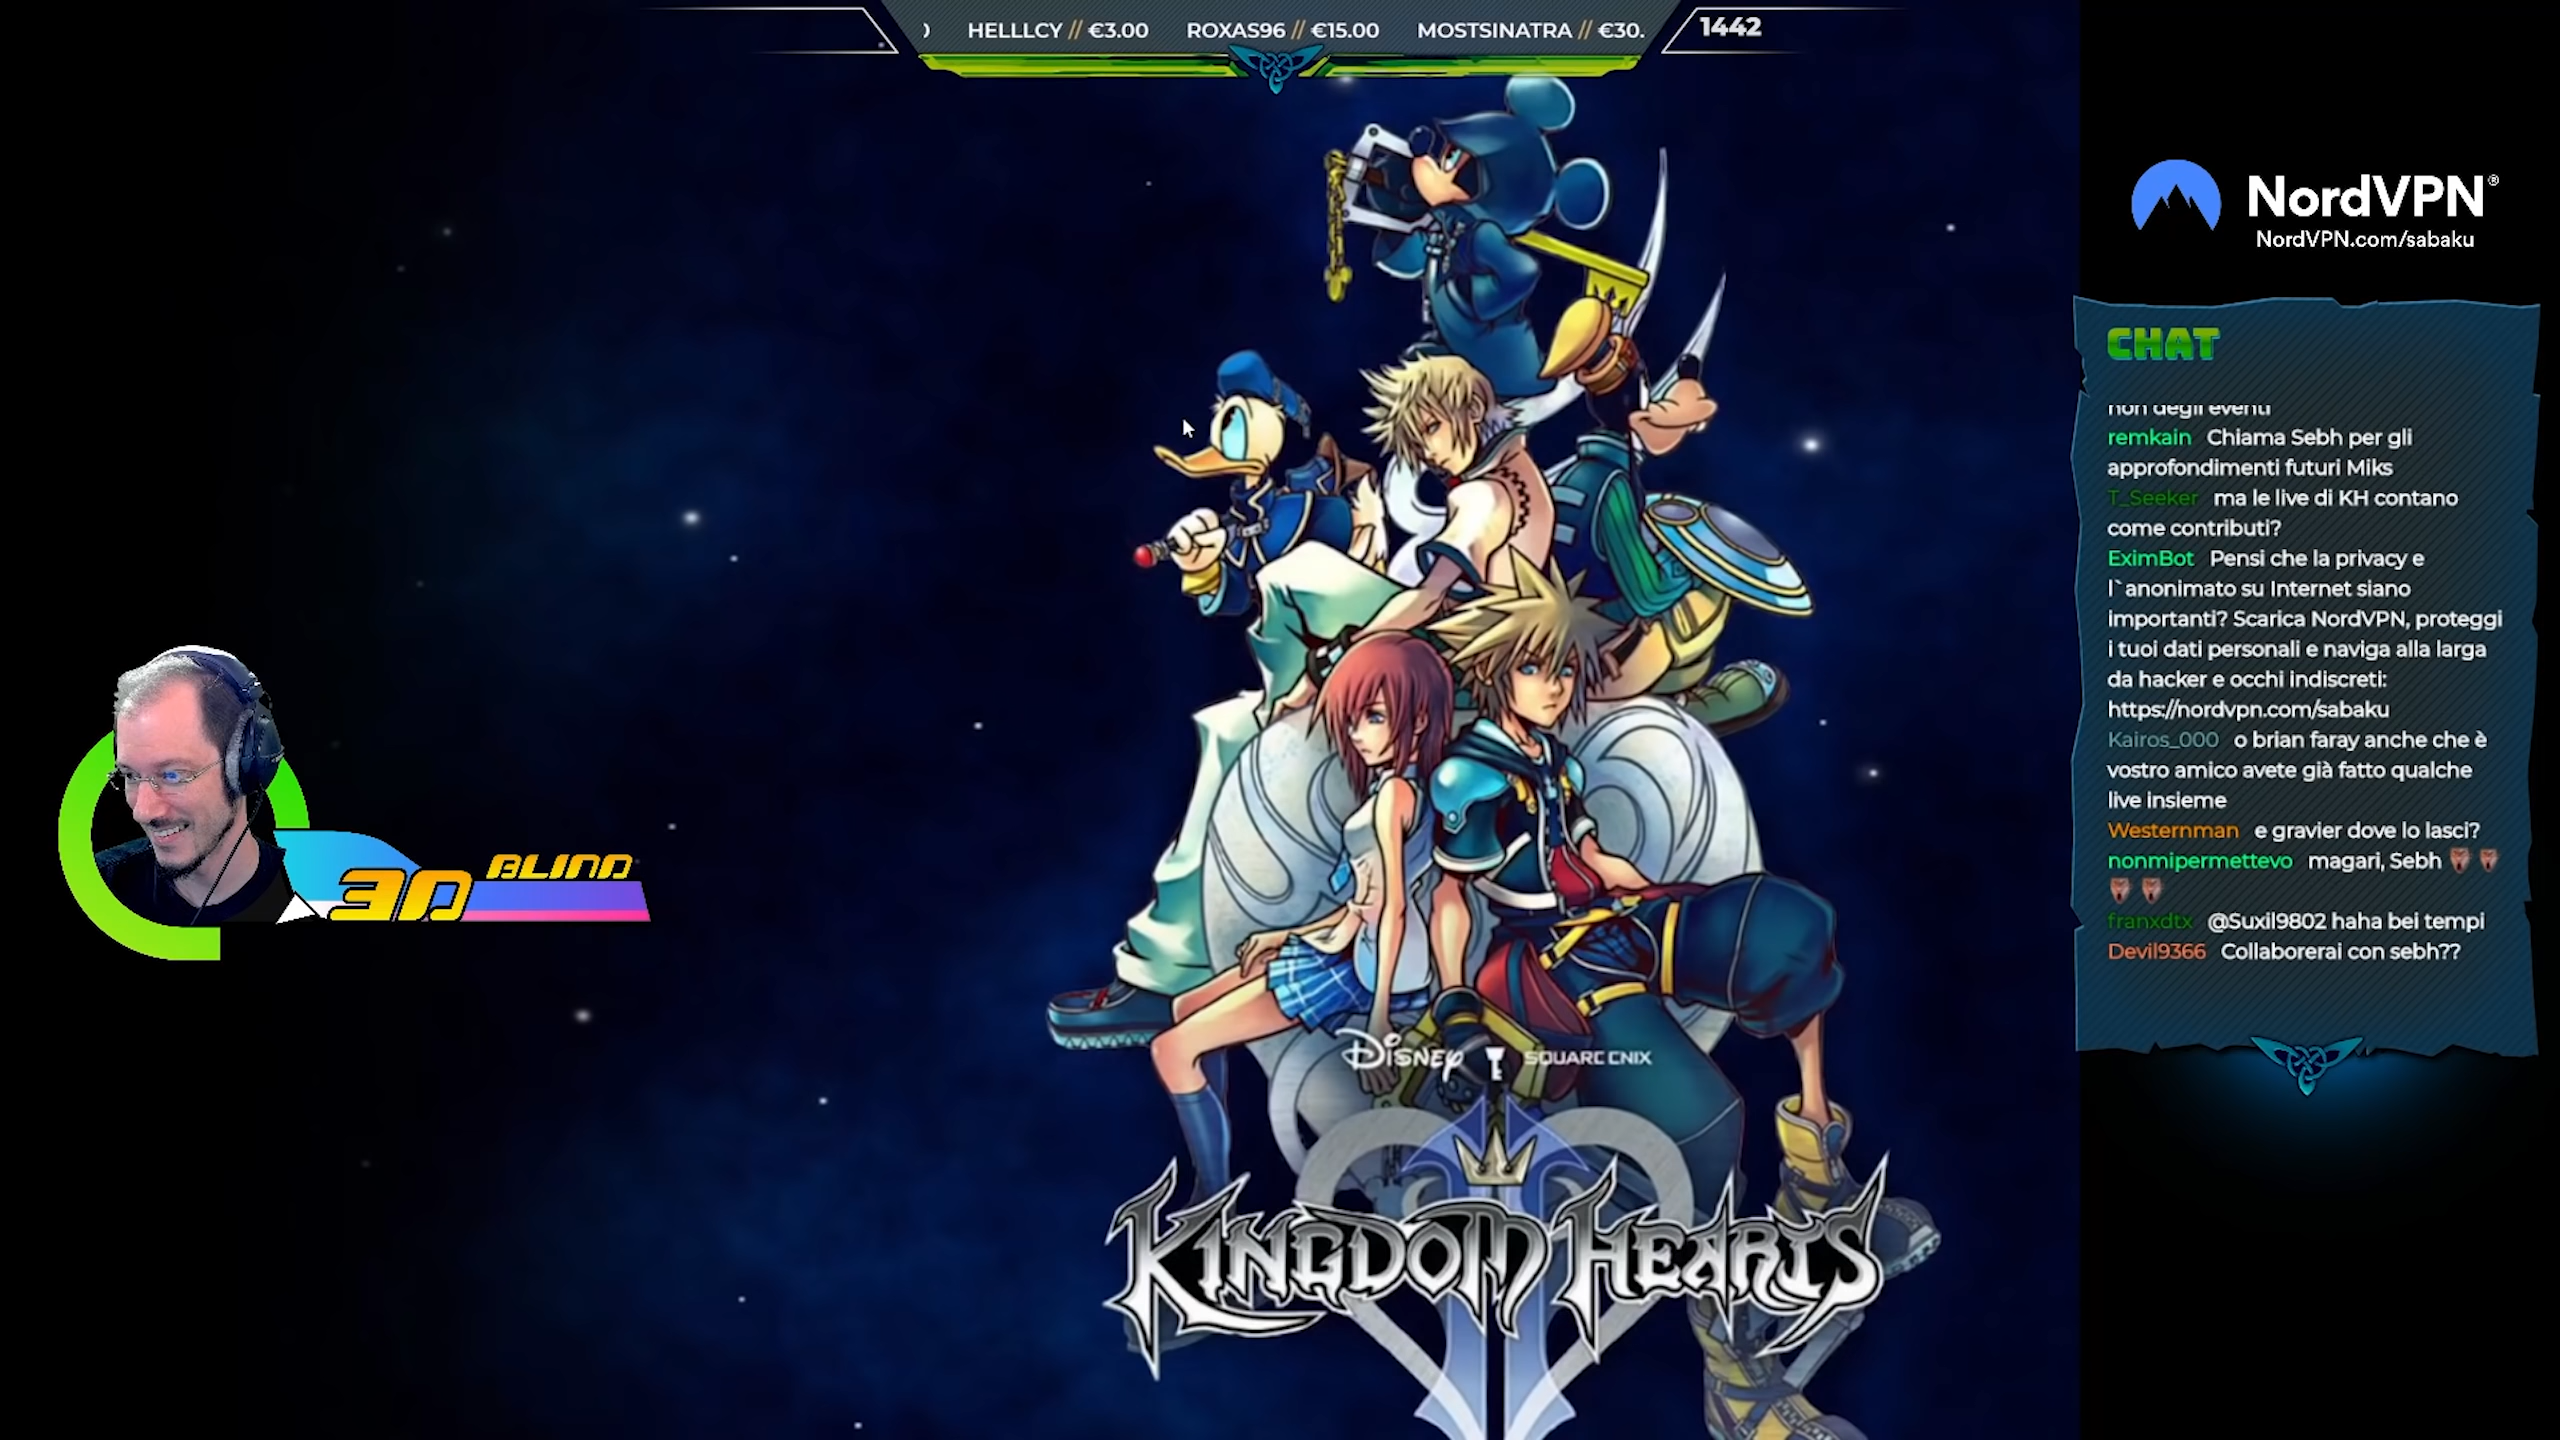 HELLLCY // €3.00 ROXAS96 // €15.00 MOSTSINATRA // €30.
1442
NordVPN®
NordVPN.com/sabaku
CHAT
non degli eventi
remkain Chiama Sebh per gli
approfondimenti futuri Miks
T_Seeker ma le live di KH contano
come contributi?
EximBot Pensi che la privacy e
l`anonimato su Internet siano
importanti? Scarica NordVPN, proteggi
i tuoi dati personali e naviga alla larga
da hacker e occhi indiscreti:
https://nordvpn.com/sabaku
Kairos_000 o brian faray anche che è
vostro amico avete già fatto qualche
live insieme
Westernman e gravier dove lo lasci?
nonmipermettevo magari, Sebh
franxdtx @Suxil9802 haha bei tempi
Devil9366 Collaborerai con sebh??
BLIND
3D
Disney SQUARE ENIX
KINGDOM HEARTS
II